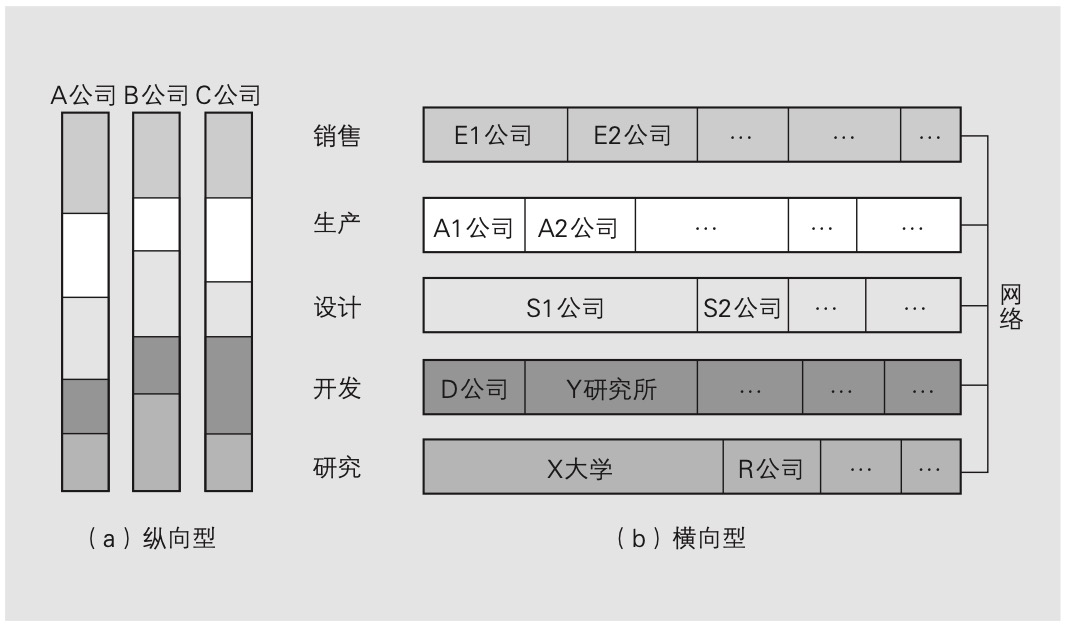 A公司 B公司 C公司
销售 E1公司 E2公司 … … …
生产 A1公司 A2公司 … … …
设计 S1公司 S2公司 … …
网络
开发 D公司 Y研究所 … … …
研究 X大学 R公司 … …
（a）纵向型 （b）横向型